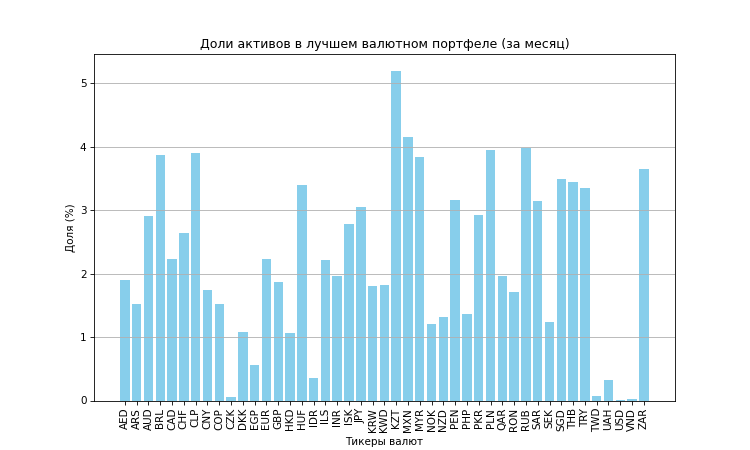 Доли активов в лучшем валютном портфеле (за месяц)
Доля (%)
5
4
3
2
1
0
AED
ARS
AUD
BRL
CAD
CHF
CLP
CNY
COP
CZK
DKK
EGP
EUR
GBP
HKD
HUF
IDR
ILS
INR
ISK
JPY
KRW
KWD
KZT
MXN
MYR
NOK
NZD
PEN
PHP
PKR
PLN
QAR
RON
RUB
SAR
SEK
SGD
THB
TRY
TWD
UAH
USD
VND
ZAR
Тикеры валют